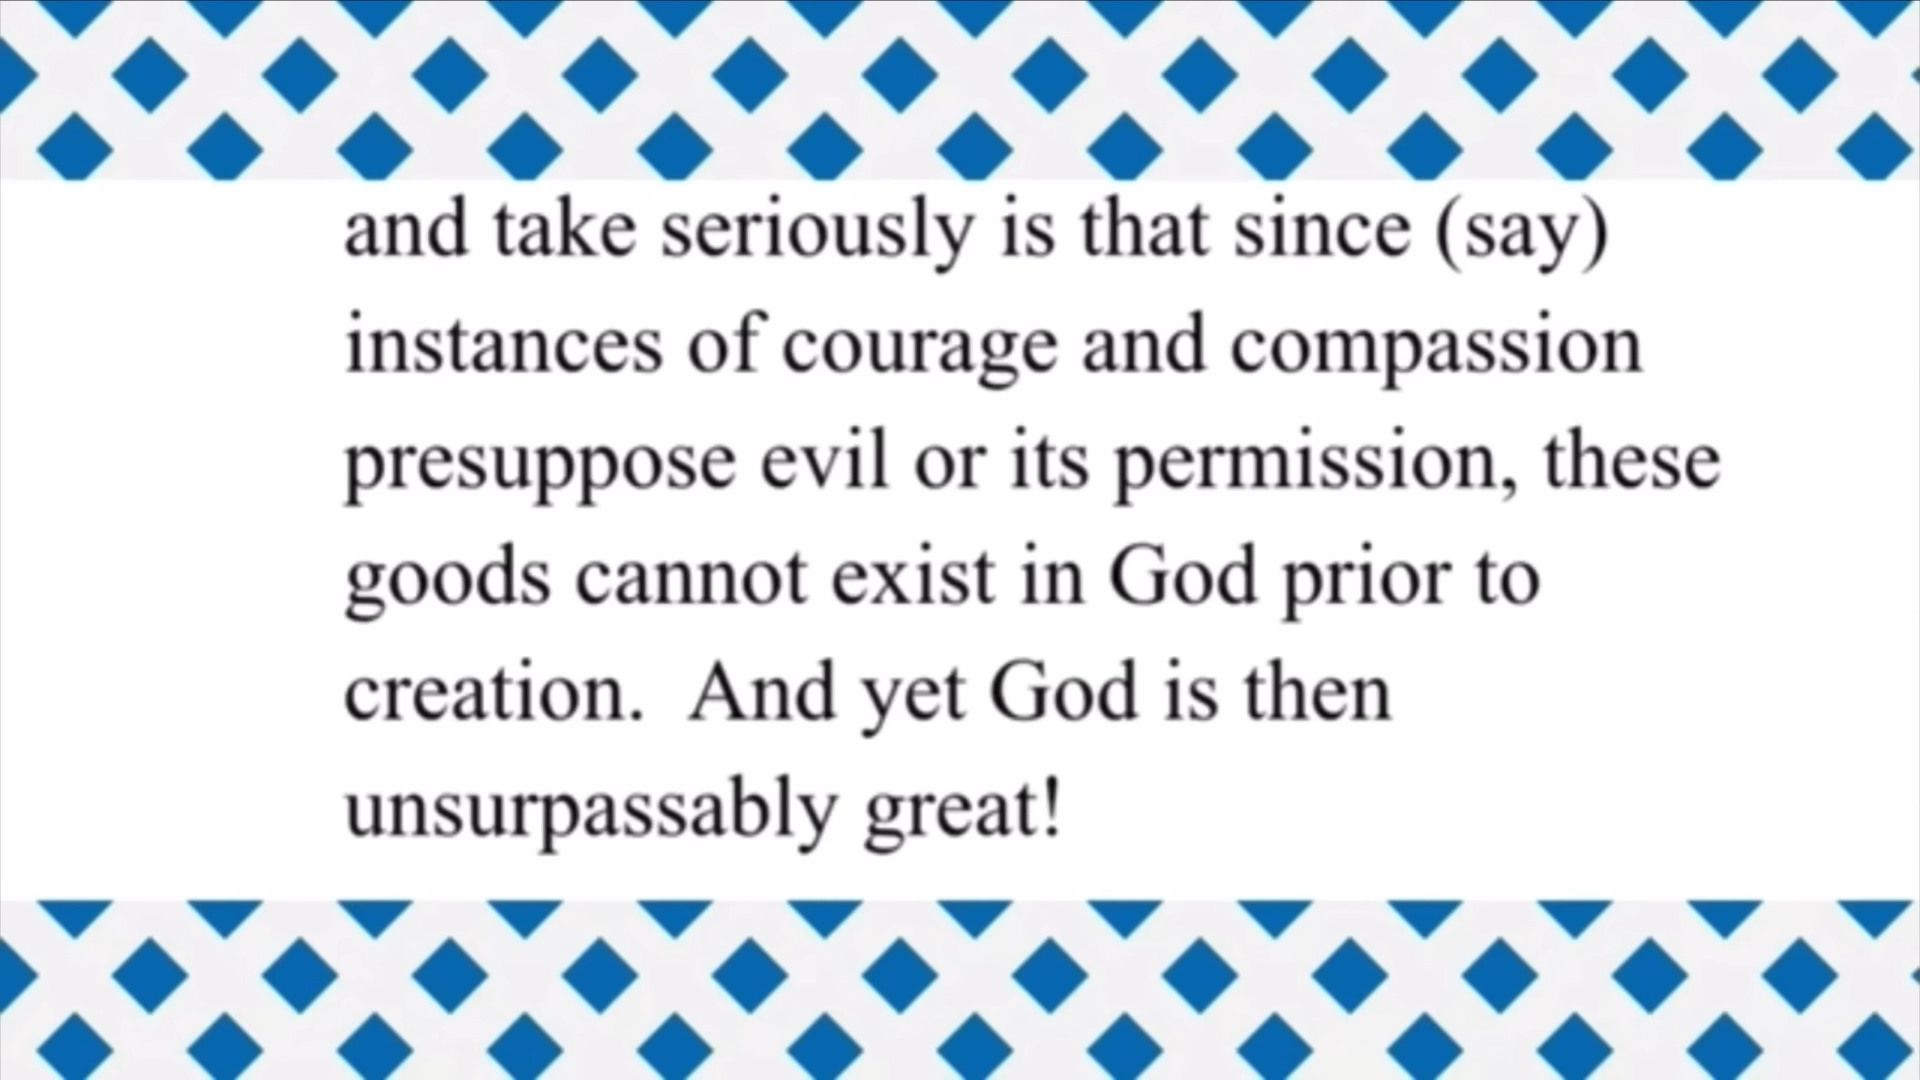 and take seriously is that since (say)
instances of courage and compassion
presuppose evil or its permission, these
goods cannot exist in God prior to
creation.  And yet God is then
unsurpassably great!